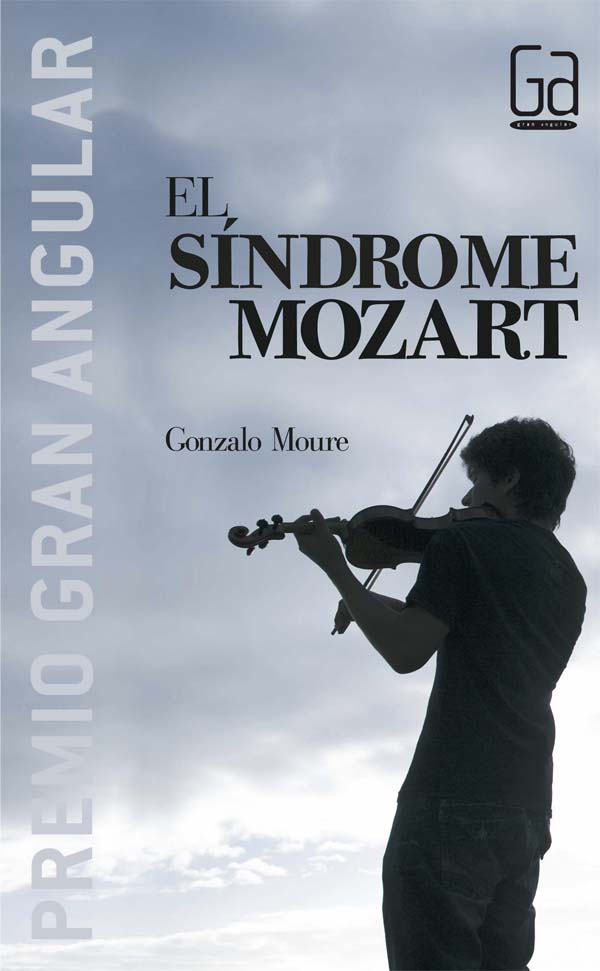 Ga
gran angular
EL
SÍNDROME
MOZART
Gonzalo Moure
PREMIO GRAN ANGULAR